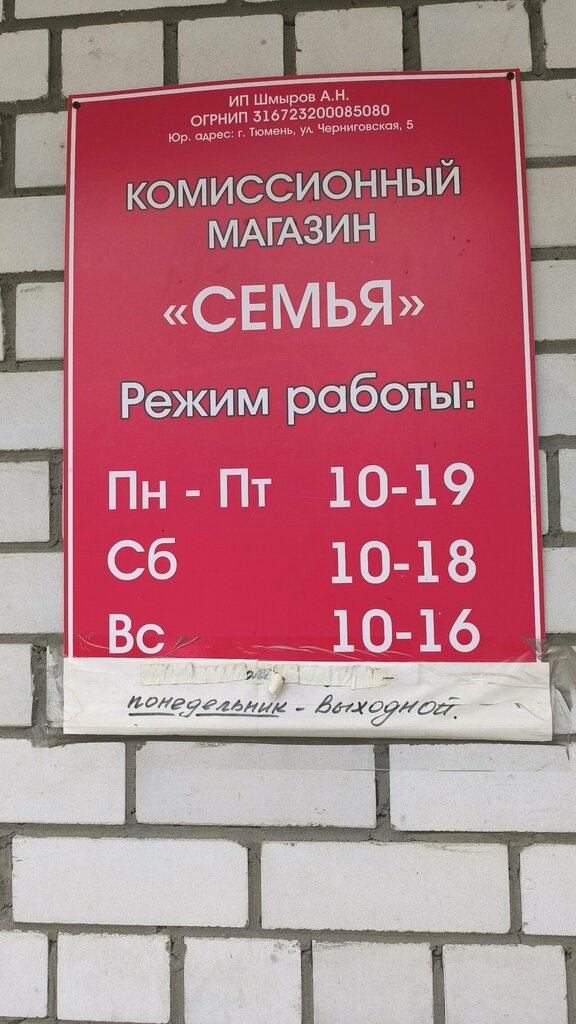 ИП Шмыров А.Н.
ОГРНИП 316723200085080
Юр. адрес: г. Тюмень, ул. Черниговская, 5
КОМИССИОННЫЙ
МАГАЗИН
«СЕМЬЯ»
Режим работы:
Пн - Пт 10-19
Сб 10-18
Вс 10-16
понедельник - выходной.